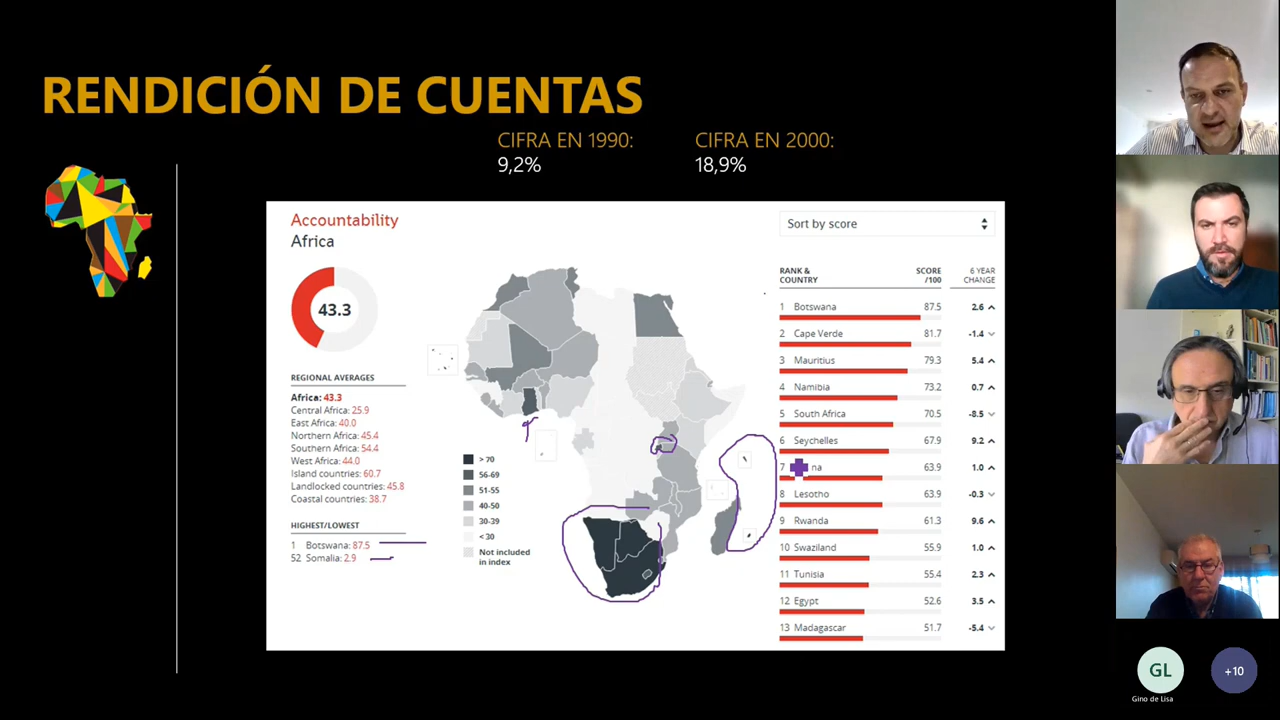 RENDICIÓN DE CUENTAS
CIFRA EN 1990:
9,2%
CIFRA EN 2000:
18,9%
Accountability
Africa
43.3
REGIONAL AVERAGES
Africa: 43.3
Central Africa: 25.9
East Africa: 40.0
Northern Africa: 45.4
Southern Africa: 54.4
West Africa: 44.0
Island countries: 60.7
Landlocked countries: 45.8
Coastal countries: 38.7
HIGHEST/LOWEST
1 Botswana: 87.5
52 Somalia: 2.9
> 70
56-69
51-55
40-50
30-39
< 30
Not included
in index
Sort by score
RANK & COUNTRY SCORE /100 6 YEAR CHANGE
1 Botswana 87.5 2.6
2 Cape Verde 81.7 -1.4
3 Mauritius 79.3 5.4
4 Namibia 73.2 0.7
5 South Africa 70.5 -8.5
6 Seychelles 67.9 9.2
7 na 63.9 1.0
8 Lesotho 63.9 -0.3
9 Rwanda 61.3 9.6
10 Swaziland 55.9 1.0
11 Tunisia 55.4 2.3
12 Egypt 52.6 3.5
13 Madagascar 51.7 -5.4
GL
Gino de Lisa
+10